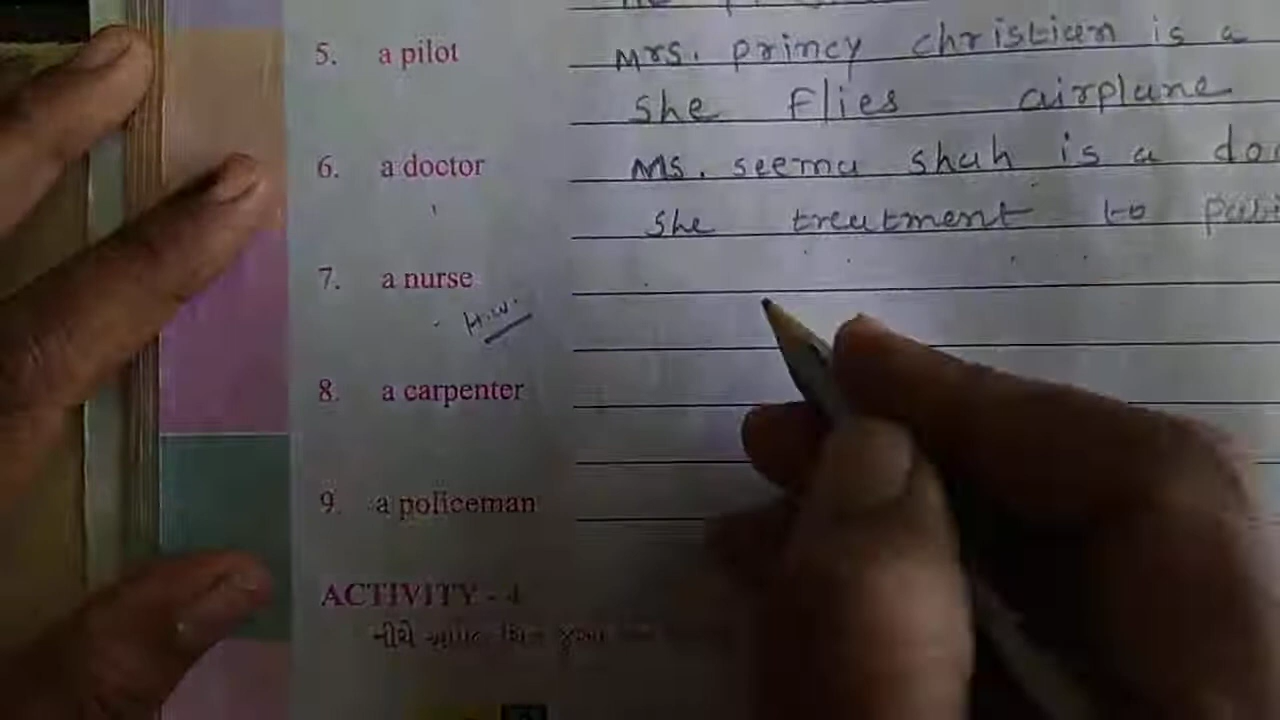 5. a pilot Mrs. princy christian is a
she flies airplane
6. a doctor Ms. seema shah is a
she treatment to
7. a nurse
H.W.
8. a carpenter
9. a policeman
ACTIVITY - 4
નીચે